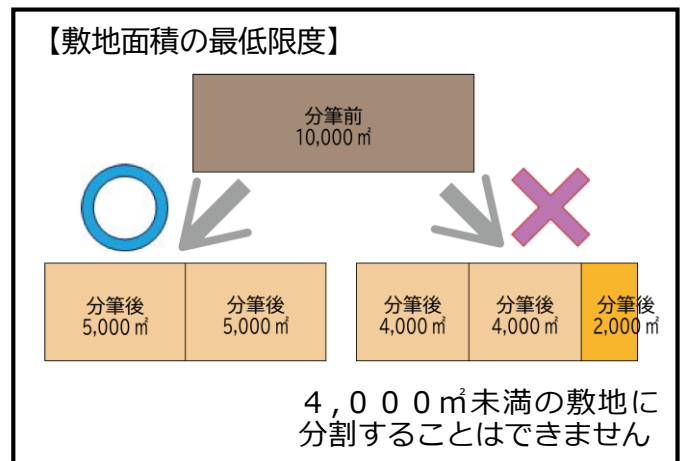 【敷地面積の最低限度】
分筆前
10,000㎡
分筆後
5,000㎡
分筆後
5,000㎡
分筆後
4,000㎡
分筆後
4,000㎡
分筆後
2,000㎡
４,０００㎡未満の敷地に
分割することはできません